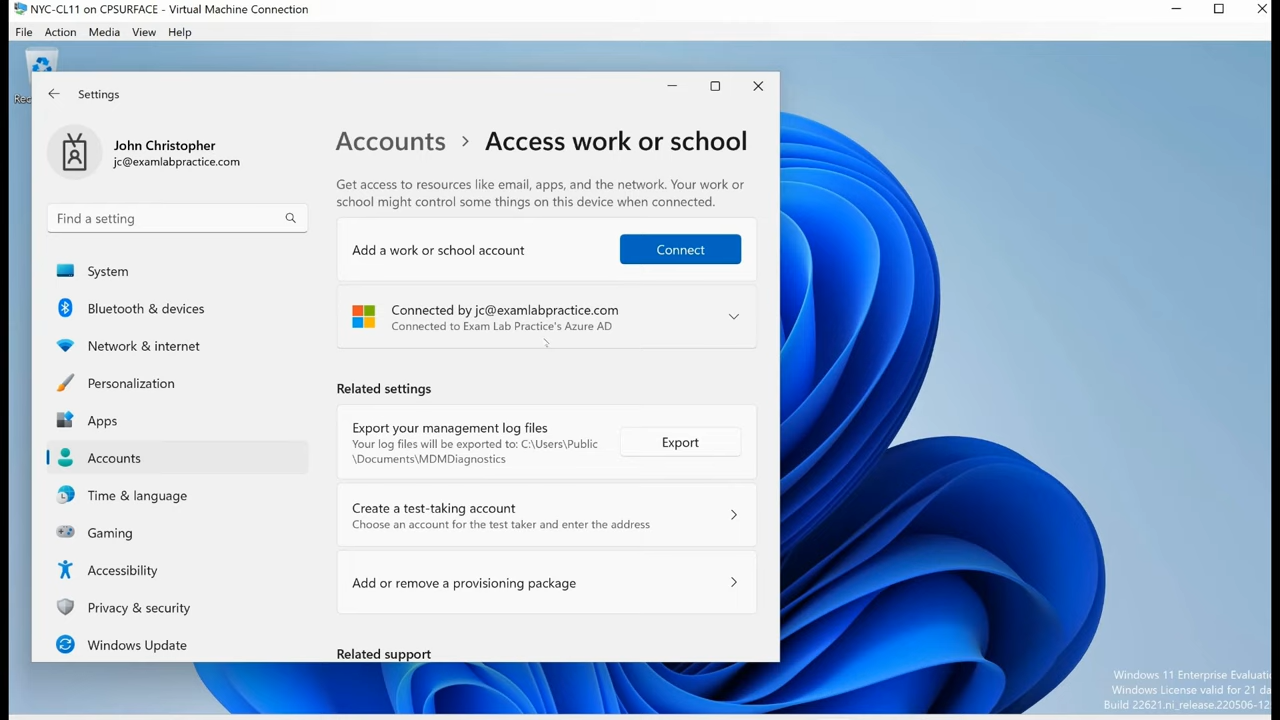 NYC-CL11 on CPSURFACE - Virtual Machine Connection
File Action Media View Help
Settings
John Christopher
jc@examlabpractice.com
Find a setting
System
Bluetooth & devices
Network & internet
Personalization
Apps
Accounts
Time & language
Gaming
Accessibility
Privacy & security
Windows Update
Accounts > Access work or school
Get access to resources like email, apps, and the network. Your work or
school might control some things on this device when connected.
Add a work or school account
Connect
Connected by jc@examlabpractice.com
Connected to Exam Lab Practice's Azure AD
Related settings
Export your management log files
Your log files will be exported to: C:\Users\Public
\Documents\MDMDiagnostics
Export
Create a test-taking account
Choose an account for the test taker and enter the address
Add or remove a provisioning package
Related support
Windows 11 Enterprise
Windows License valid for 21
Build 22621.ni_release.220506-12